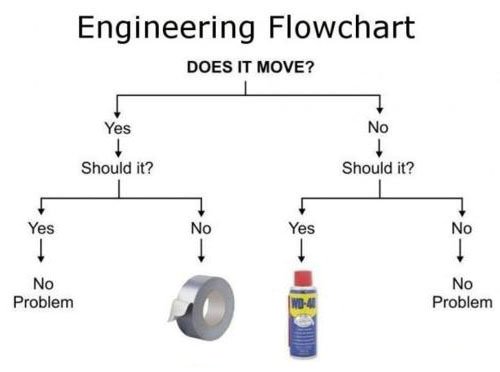 Engineering Flowchart
DOES IT MOVE?
Yes
No
Should it?
Should it?
Yes
No
Yes
No
No
Problem
WD-40
No
Problem